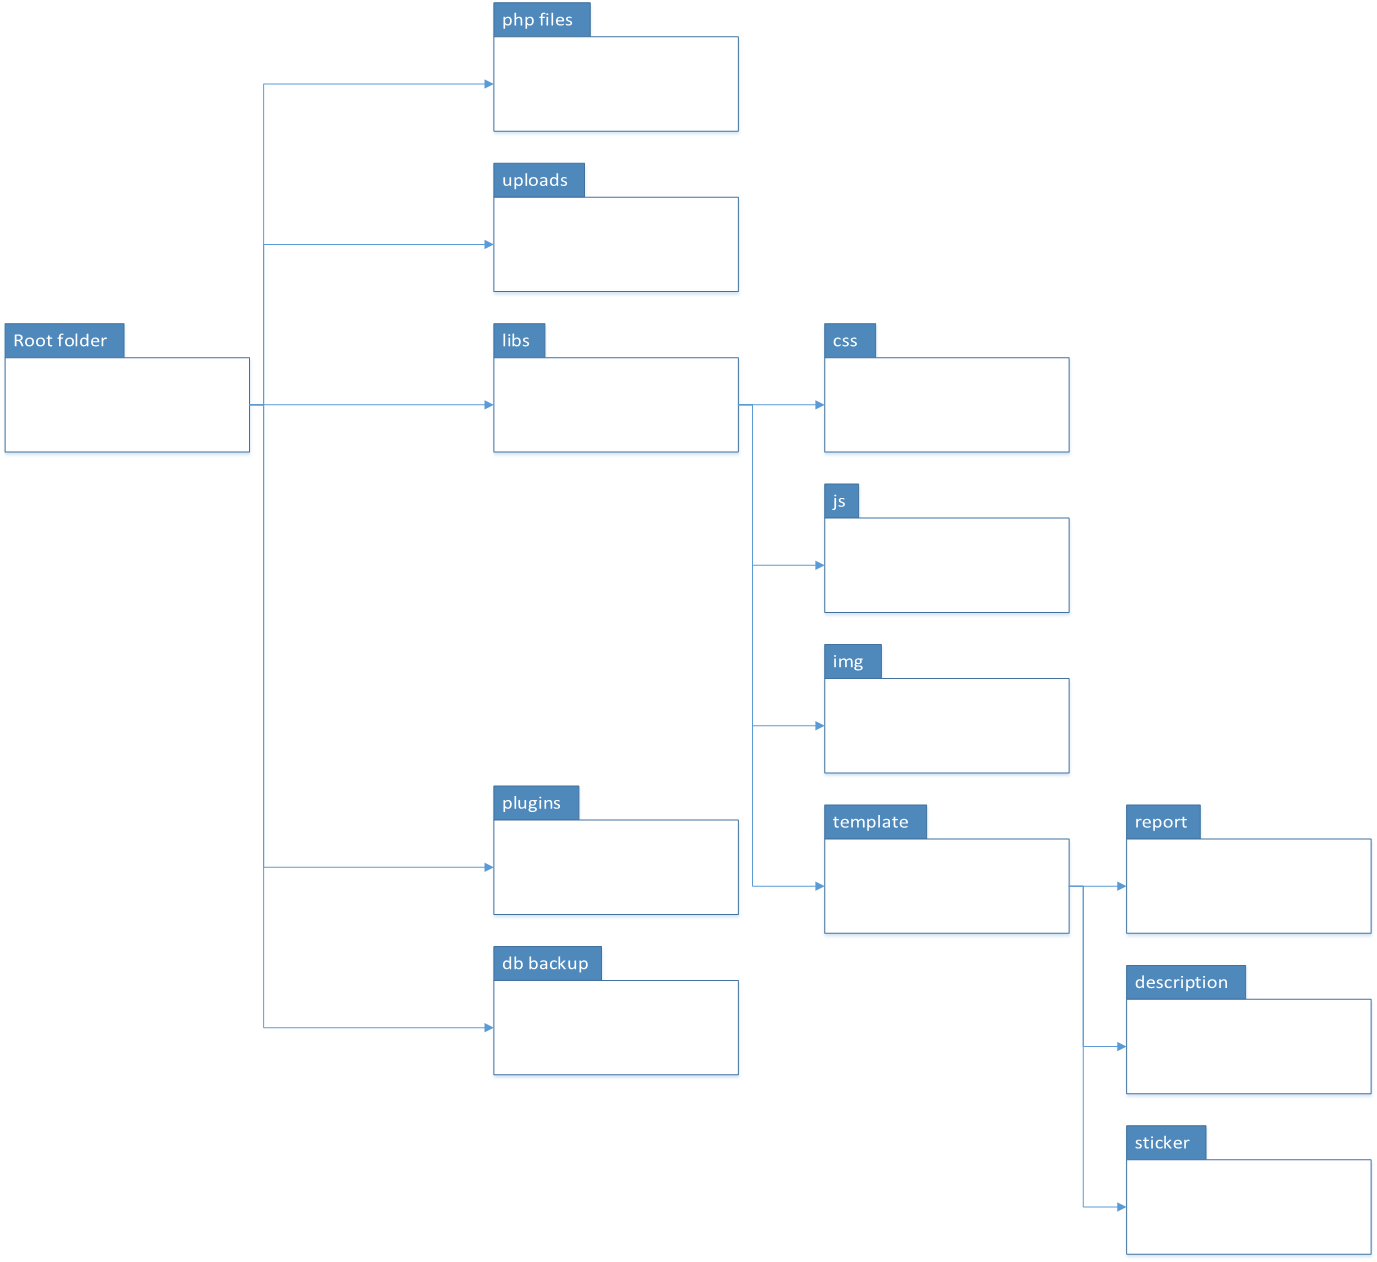 php files
uploads
Root folder
libs
css
js
img
plugins
template
report
db backup
description
sticker